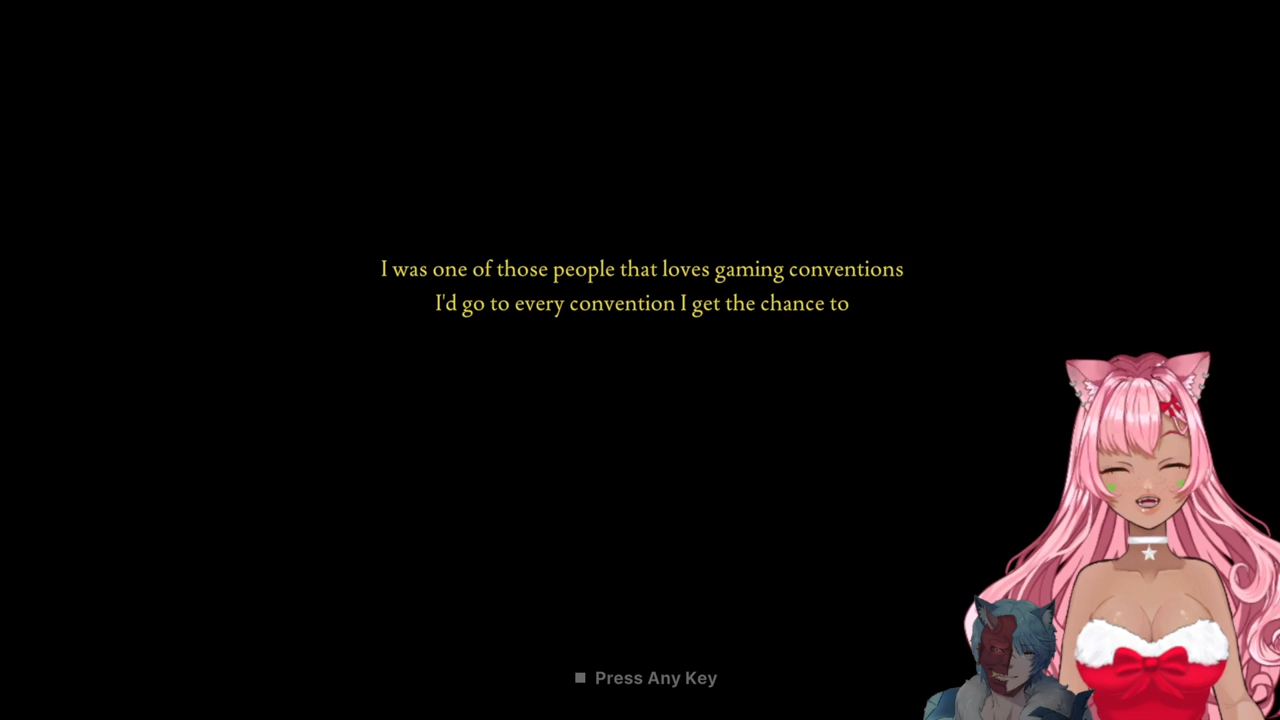 I was one of those people that loves gaming conventions
I'd go to every convention I get the chance to
Press Any Key